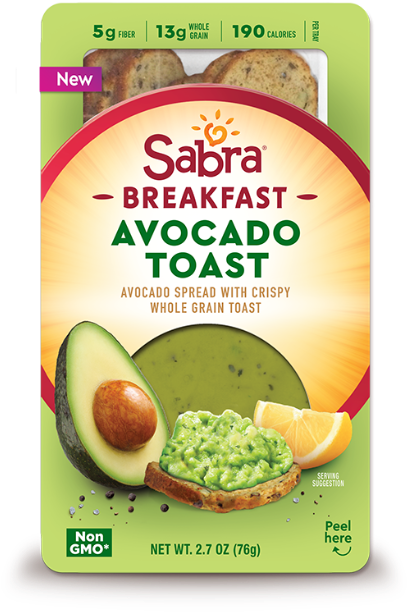 5g FIBER | 13g WHOLE GRAIN | 190 CALORIES | PER TRAY
New
Sabra®
BREAKFAST
AVOCADO
TOAST
AVOCADO SPREAD WITH CRISPY
WHOLE GRAIN TOAST
SERVING
SUGGESTION
Non
GMO*
Peel
here
NET WT. 2.7 OZ (76g)